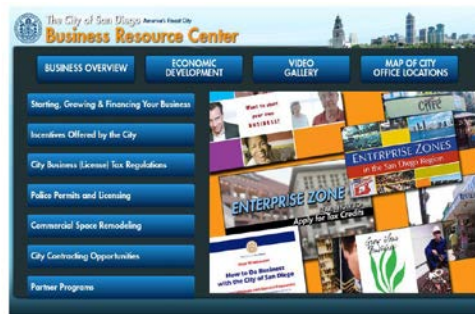 The City of San Diego America's Finest City
Business Resource Center
BUSINESS OVERVIEW
ECONOMIC
DEVELOPMENT
VIDEO
GALLERY
MAP OF CITY
OFFICE LOCATIONS
Starting, Growing & Financing Your Business
Incentives Offered by the City
City Business (License) Tax Regulations
Police Permits and Licensing
Commercial Space Remodeling
City Contracting Opportunities
Partner Programs
Want to start
your own
BUSINESS?
ENTERPRISE ZONES
in the San Diego Region
ENTERPRISE ZONE
Apply for Tax Credits
How to Do Business
with the City of San Diego
Grow Your